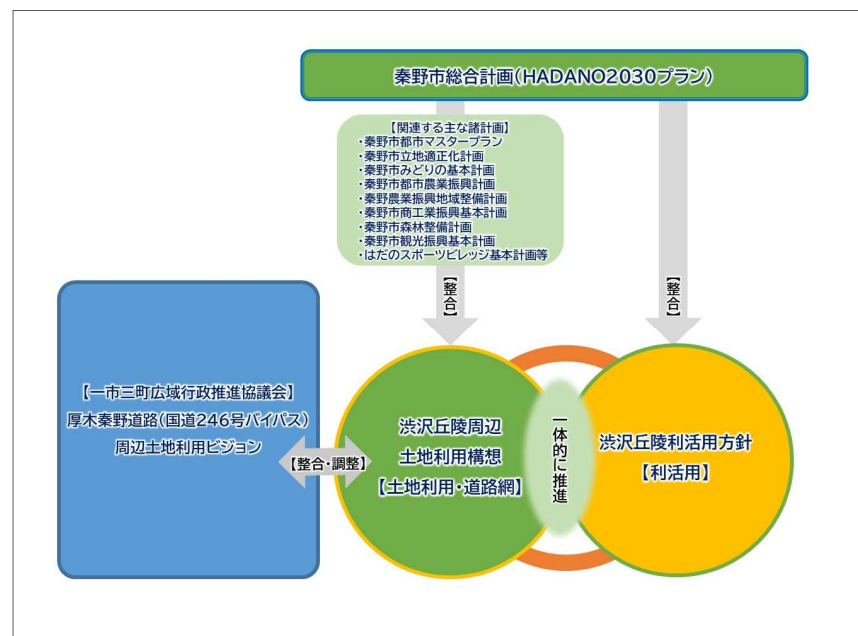 秦野市総合計画(HADANO2030プラン)
【関連する主な諸計画】
・秦野市都市マスタープラン
・秦野市立地適正化計画
・秦野市みどりの基本計画
・秦野市都市農業振興計画
・秦野農業振興地域整備計画
・秦野市商工業振興基本計画
・秦野市森林整備計画
・秦野市観光振興基本計画
・はだのスポーツビレッジ基本計画等
【整合】
【整合】
【一市三町広域行政推進協議会】
厚木秦野道路(国道246号バイパス)
周辺土地利用ビジョン
【整合・調整】
渋沢丘陵周辺
土地利用構想
【土地利用・道路網】
一体的に推進
渋沢丘陵利活用方針
【利活用】